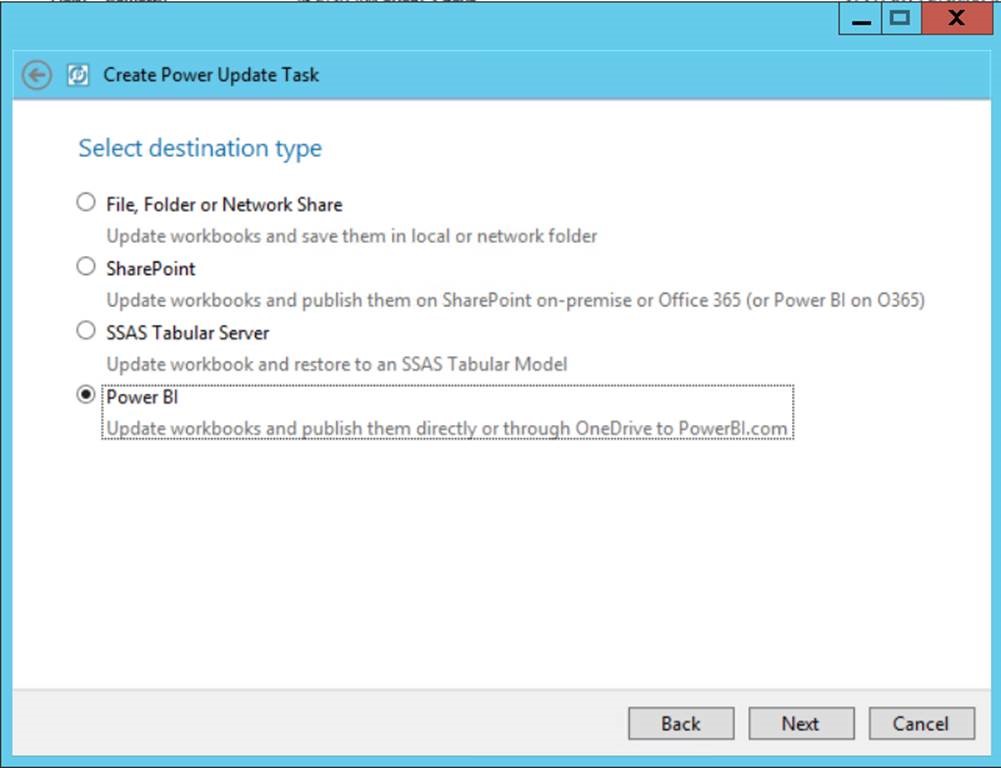 Create Power Update Task
Select destination type
File, Folder or Network Share
Update workbooks and save them in local or network folder
SharePoint
Update workbooks and publish them on SharePoint on-premise or Office 365 (or Power BI on O365)
SSAS Tabular Server
Update workbook and restore to an SSAS Tabular Model
Power BI
Update workbooks and publish them directly or through OneDrive to PowerBI.com
Back Next Cancel